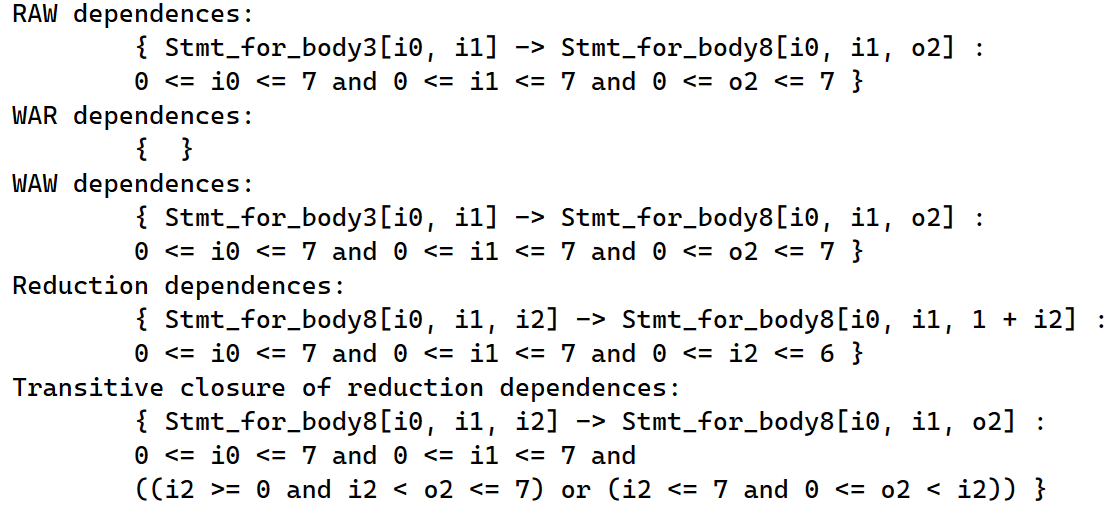 RAW dependences:
{ Stmt_for_body3[i0, i1] -> Stmt_for_body8[i0, i1, o2] :
0 <= i0 <= 7 and 0 <= i1 <= 7 and 0 <= o2 <= 7 }
WAR dependences:
{  }
WAW dependences:
{ Stmt_for_body3[i0, i1] -> Stmt_for_body8[i0, i1, o2] :
0 <= i0 <= 7 and 0 <= i1 <= 7 and 0 <= o2 <= 7 }
Reduction dependences:
{ Stmt_for_body8[i0, i1, i2] -> Stmt_for_body8[i0, i1, 1 + i2] :
0 <= i0 <= 7 and 0 <= i1 <= 7 and 0 <= i2 <= 6 }
Transitive closure of reduction dependences:
{ Stmt_for_body8[i0, i1, i2] -> Stmt_for_body8[i0, i1, o2] :
0 <= i0 <= 7 and 0 <= i1 <= 7 and
((i2 >= 0 and i2 < o2 <= 7) or (i2 <= 7 and 0 <= o2 < i2)) }